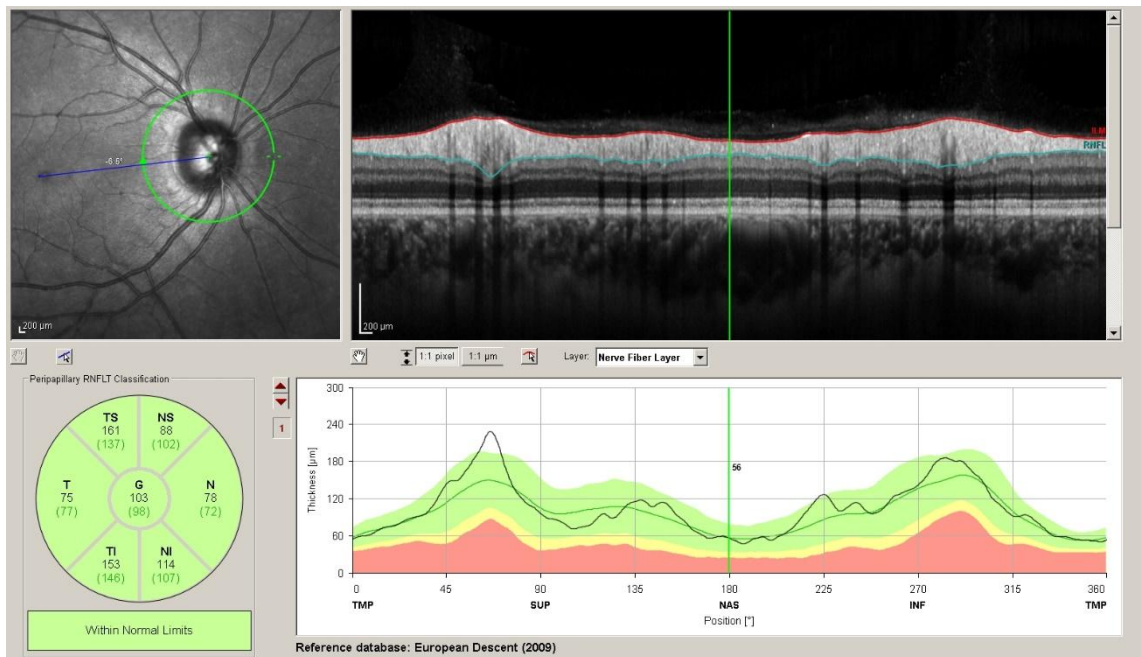 -6.6°
200 µm
ILM
RNFL
200 µm
1:1 pixel 1:1 µm Layer: Nerve Fiber Layer
Peripapillary RNFLT Classification
TS
161
(137)
NS
88
(102)
T
75
(77)
G
103
(98)
N
78
(72)
TI
153
(146)
NI
114
(107)
Within Normal Limits
1
Thickness [µm]
300
240
180
120
60
0
56
0 45 90 135 180 225 270 315 360
TMP SUP NAS INF TMP
Position [°]
Reference database: European Descent (2009)